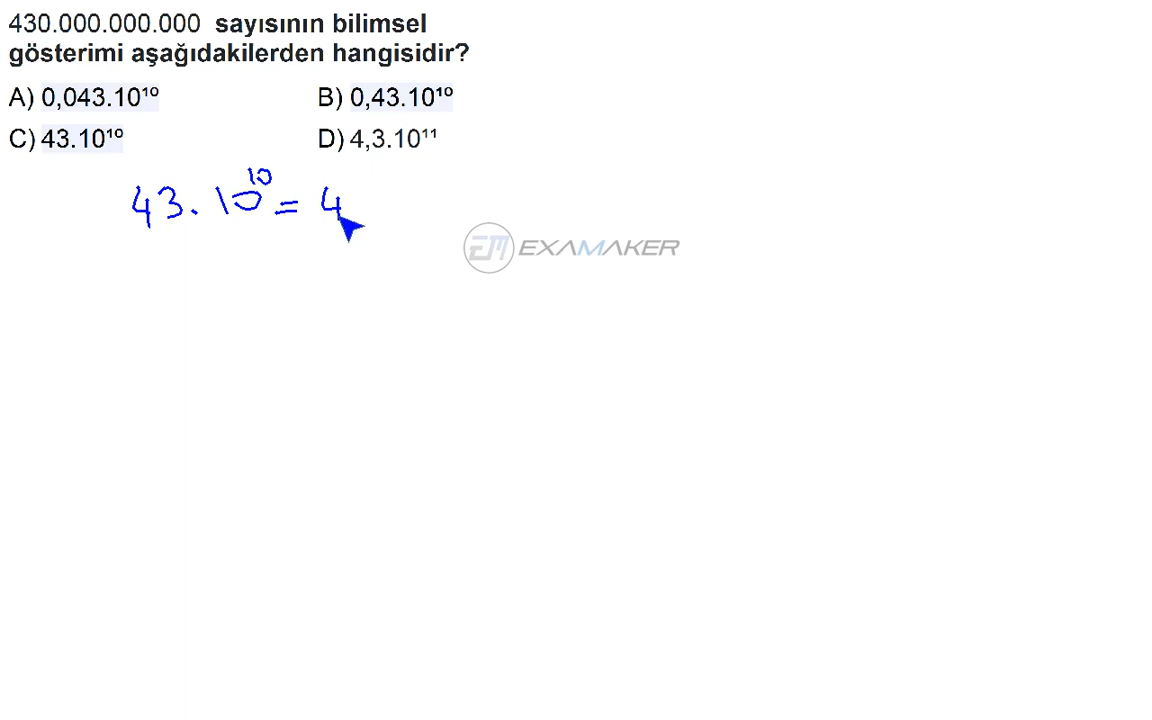 430.000.000.000 sayısının bilimsel
gösterimi aşağıdakilerden hangisidir?
A) 0,043.10¹⁰ B) 0,43.10¹⁰
C) 43.10¹⁰ D) 4,3.10¹¹
43.10¹⁰ = 4
EM EXAMAKER